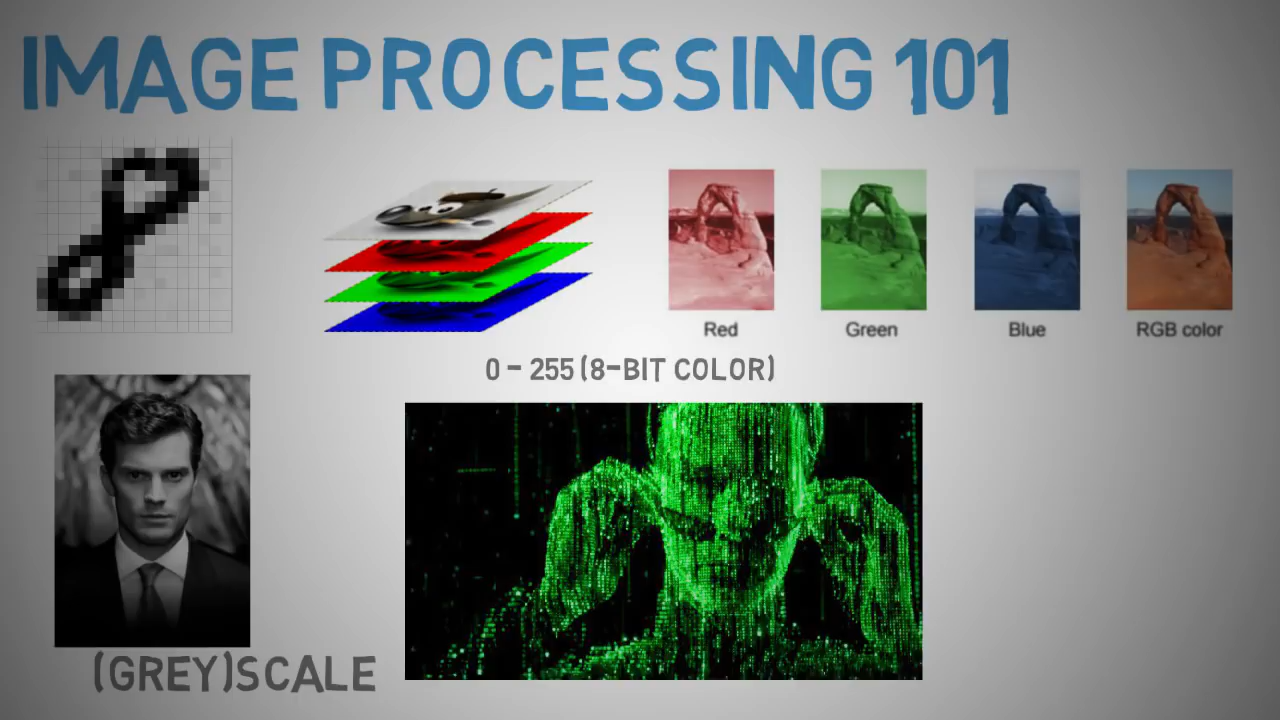 IMAGE PROCESSING 101
Red
Green
Blue
RGB color
0 - 255 (8-BIT COLOR)
(GREY)SCALE